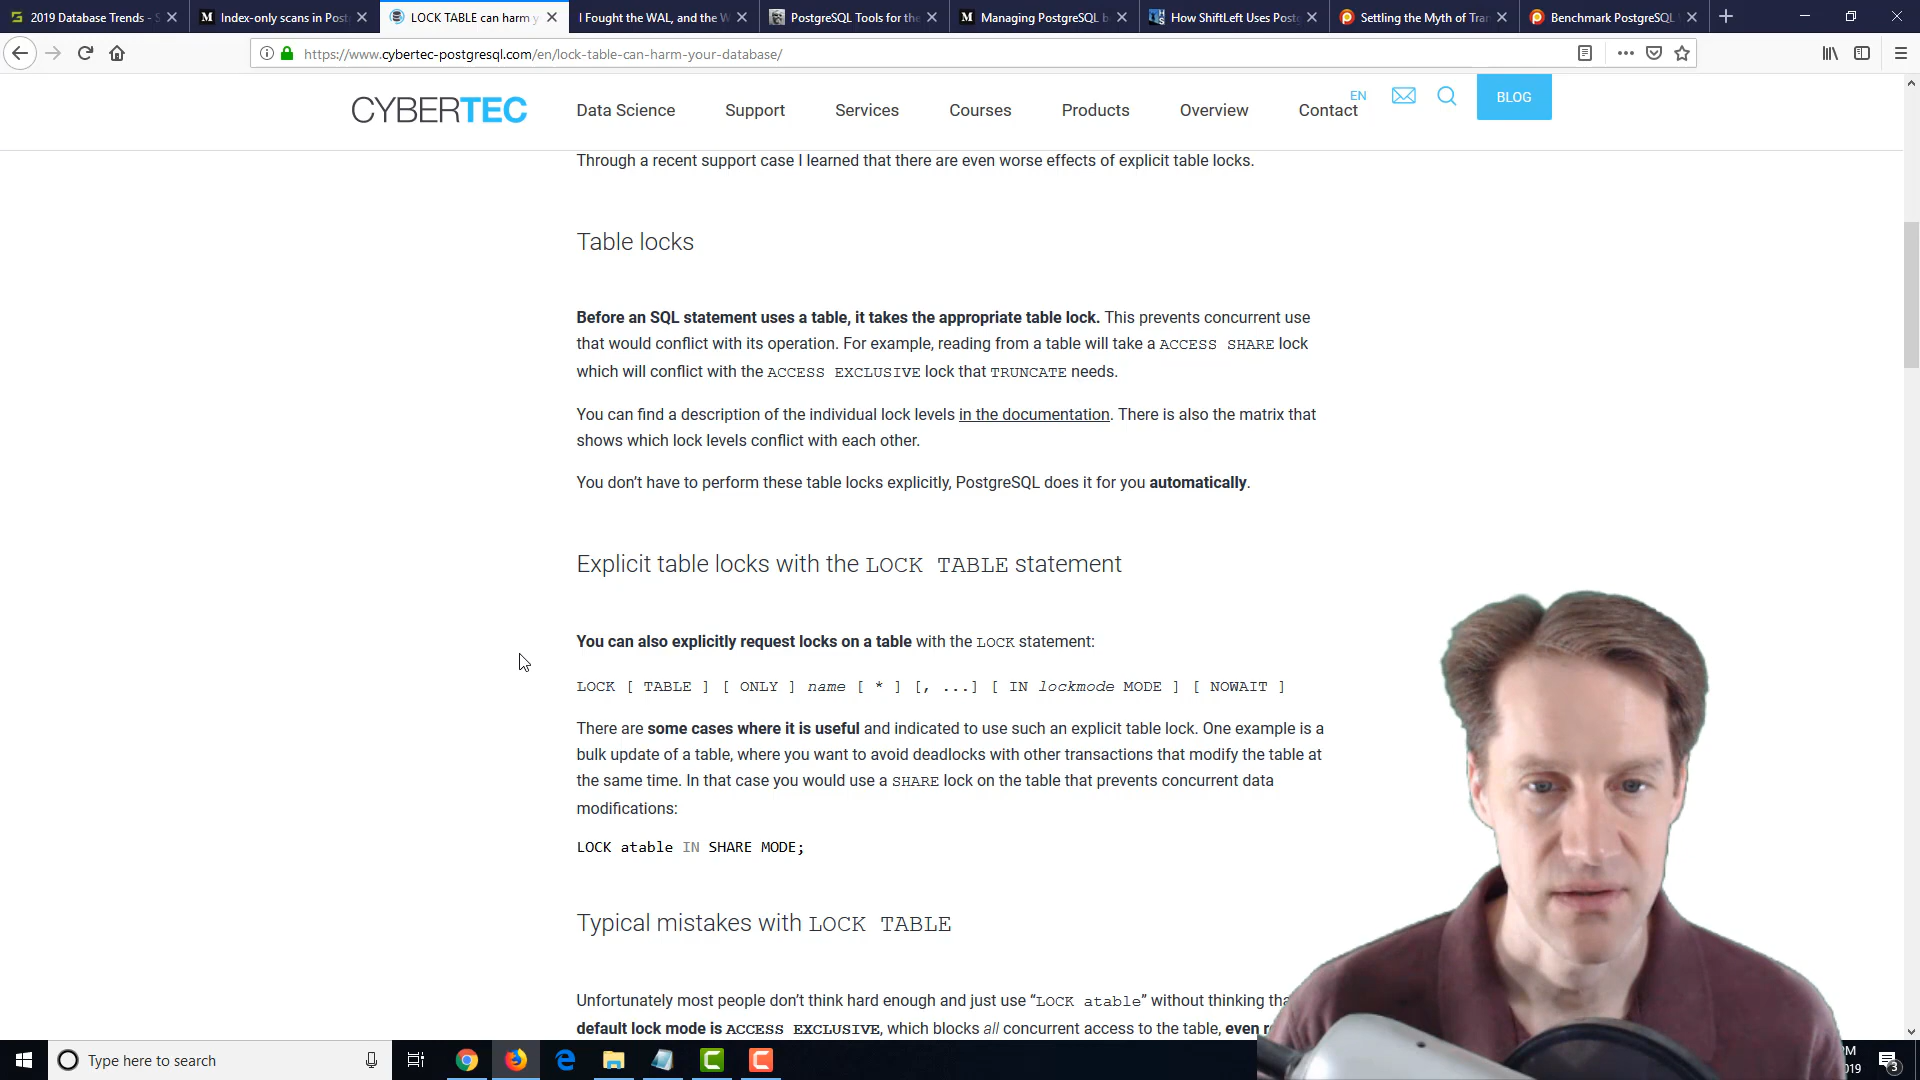 2019 Database Trends - S
Index-only scans in Post
LOCK TABLE can harm y
I Fought the WAL, and the W
PostgreSQL Tools for the
Managing PostgreSQL b
How ShiftLeft Uses Postg
Settling the Myth of Tran
Benchmark PostgreSQL
https://www.cybertec-postgresql.com/en/lock-table-can-harm-your-database/
CYBERTEC
Data Science
Support
Services
Courses
Products
Overview
Contact
EN
BLOG
Through a recent support case I learned that there are even worse effects of explicit table locks.
Table locks
Before an SQL statement uses a table, it takes the appropriate table lock. This prevents concurrent use
that would conflict with its operation. For example, reading from a table will take a ACCESS SHARE lock
which will conflict with the ACCESS EXCLUSIVE lock that TRUNCATE needs.
You can find a description of the individual lock levels in the documentation. There is also the matrix that
shows which lock levels conflict with each other.
You don’t have to perform these table locks explicitly, PostgreSQL does it for you automatically.
Explicit table locks with the LOCK TABLE statement
You can also explicitly request locks on a table with the LOCK statement:
LOCK [ TABLE ] [ ONLY ] name [ * ] [, ...] [ IN lockmode MODE ] [ NOWAIT ]
There are some cases where it is useful and indicated to use such an explicit table lock. One example is a
bulk update of a table, where you want to avoid deadlocks with other transactions that modify the table at
the same time. In that case you would use a SHARE lock on the table that prevents concurrent data
modifications:
LOCK atable IN SHARE MODE;
Typical mistakes with LOCK TABLE
Unfortunately most people don’t think hard enough and just use “LOCK atable” without thinking tha
default lock mode is ACCESS EXCLUSIVE, which blocks all concurrent access to the table, even r
Type here to search
PM
019
3